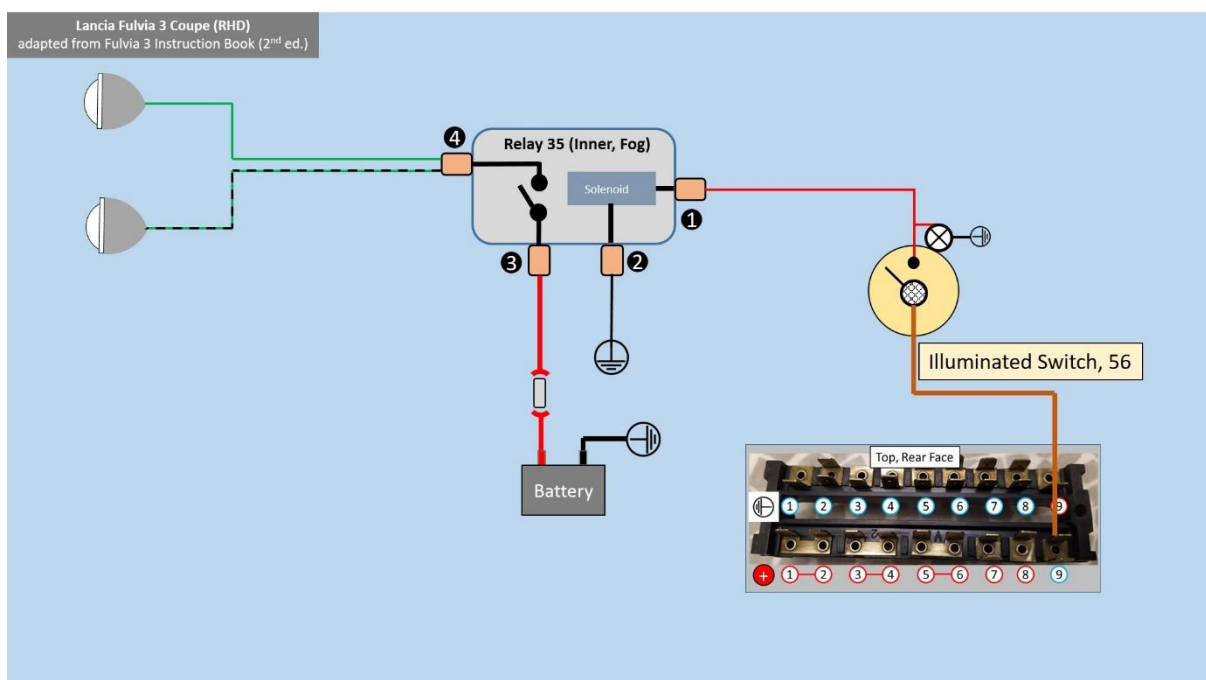 Lancia Fulvia 3 Coupe (RHD)
adapted from Fulvia 3 Instruction Book (2nd ed.)
4
Relay 35 (Inner, Fog)
Solenoid
1
3
2
Illuminated Switch, 56
Battery
Top, Rear Face
1 2 3 4 5 6 7 8 9
2
+ 1 2 3 4 5 6 7 8 9